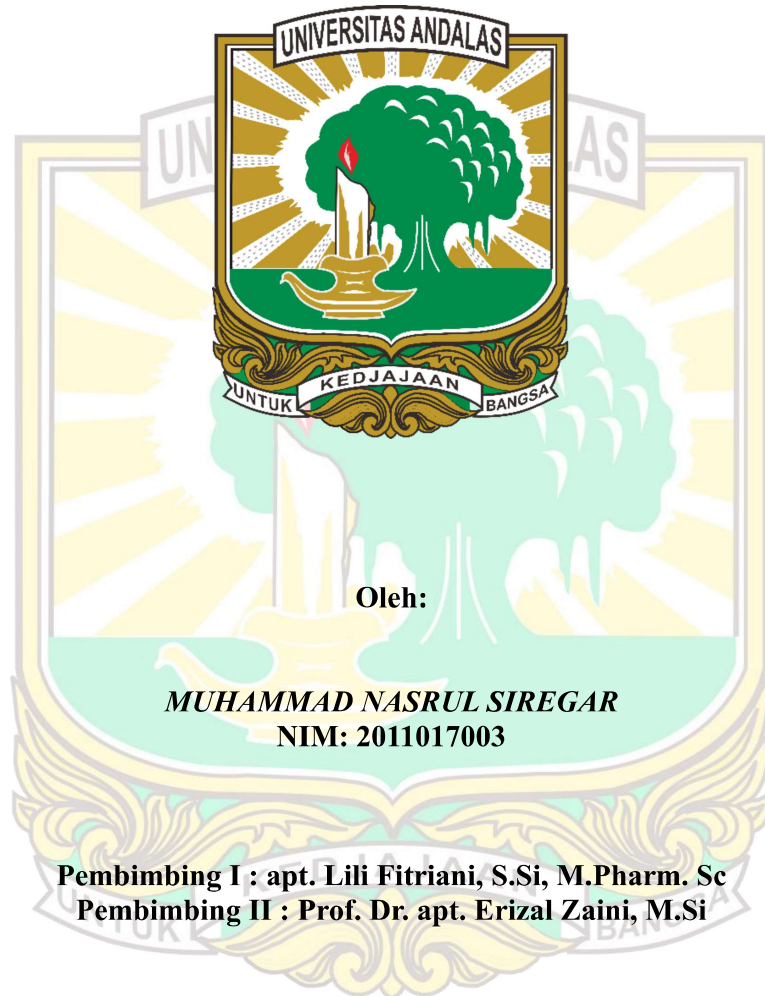 UNIVERSITAS ANDALAS
UNTUK KEDJAJAAN BANGSA
Oleh:
MUHAMMAD NASRUL SIREGAR
NIM: 2011017003
Pembimbing I : apt. Lili Fitriani, S.Si, M.Pharm. Sc
Pembimbing II : Prof. Dr. apt. Erizal Zaini, M.Si